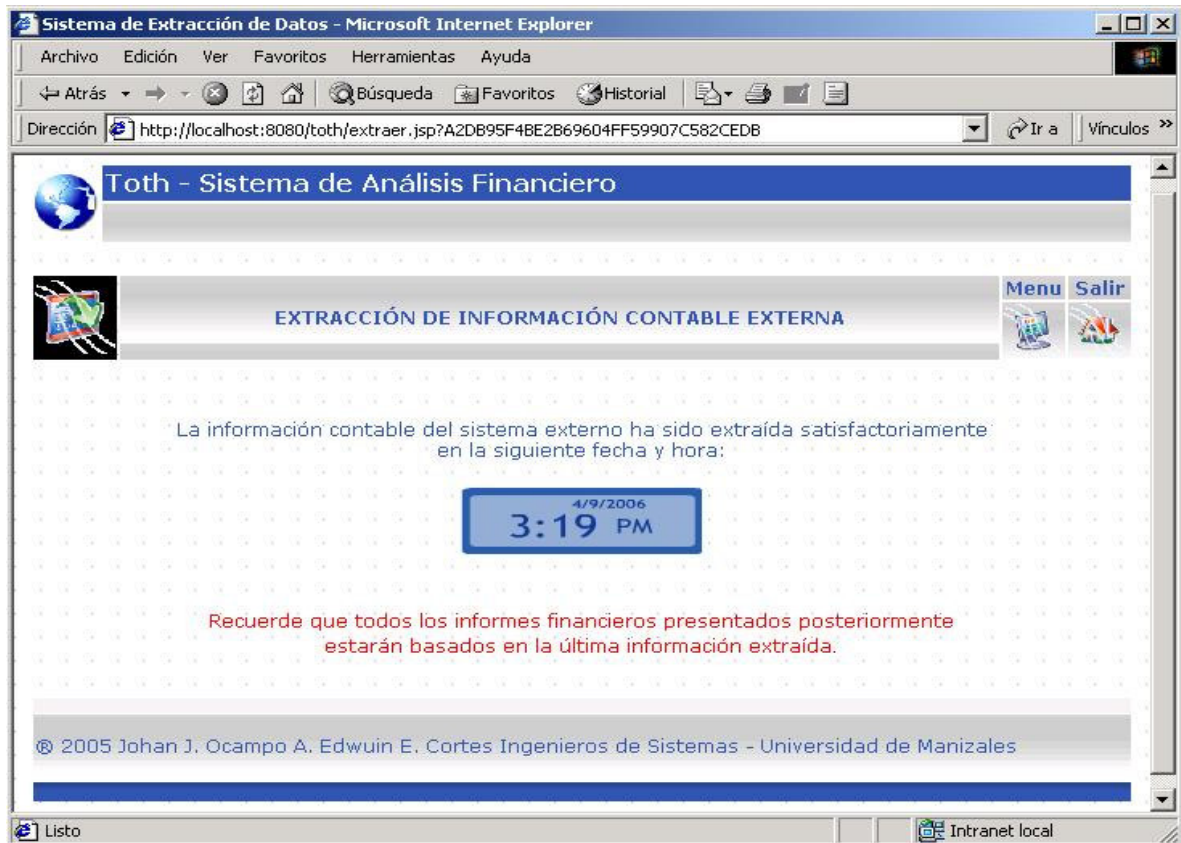 Sistema de Extracción de Datos - Microsoft Internet Explorer
Archivo Edición Ver Favoritos Herramientas Ayuda
Atrás Búsqueda Favoritos Historial
Dirección http://localhost:8080/toth/extraer.jsp?A2DB95F4BE2B69604FF59907C582CEDB Ir a Vínculos »
Toth - Sistema de Análisis Financiero
Menu Salir
EXTRACCIÓN DE INFORMACIÓN CONTABLE EXTERNA
La información contable del sistema externo ha sido extraída satisfactoriamente
en la siguiente fecha y hora:
4/9/2006
3:19 PM
Recuerde que todos los informes financieros presentados posteriormente
estarán basados en la última información extraída.
® 2005 Johan J. Ocampo A. Edwuin E. Cortes Ingenieros de Sistemas - Universidad de Manizales
Listo Intranet local